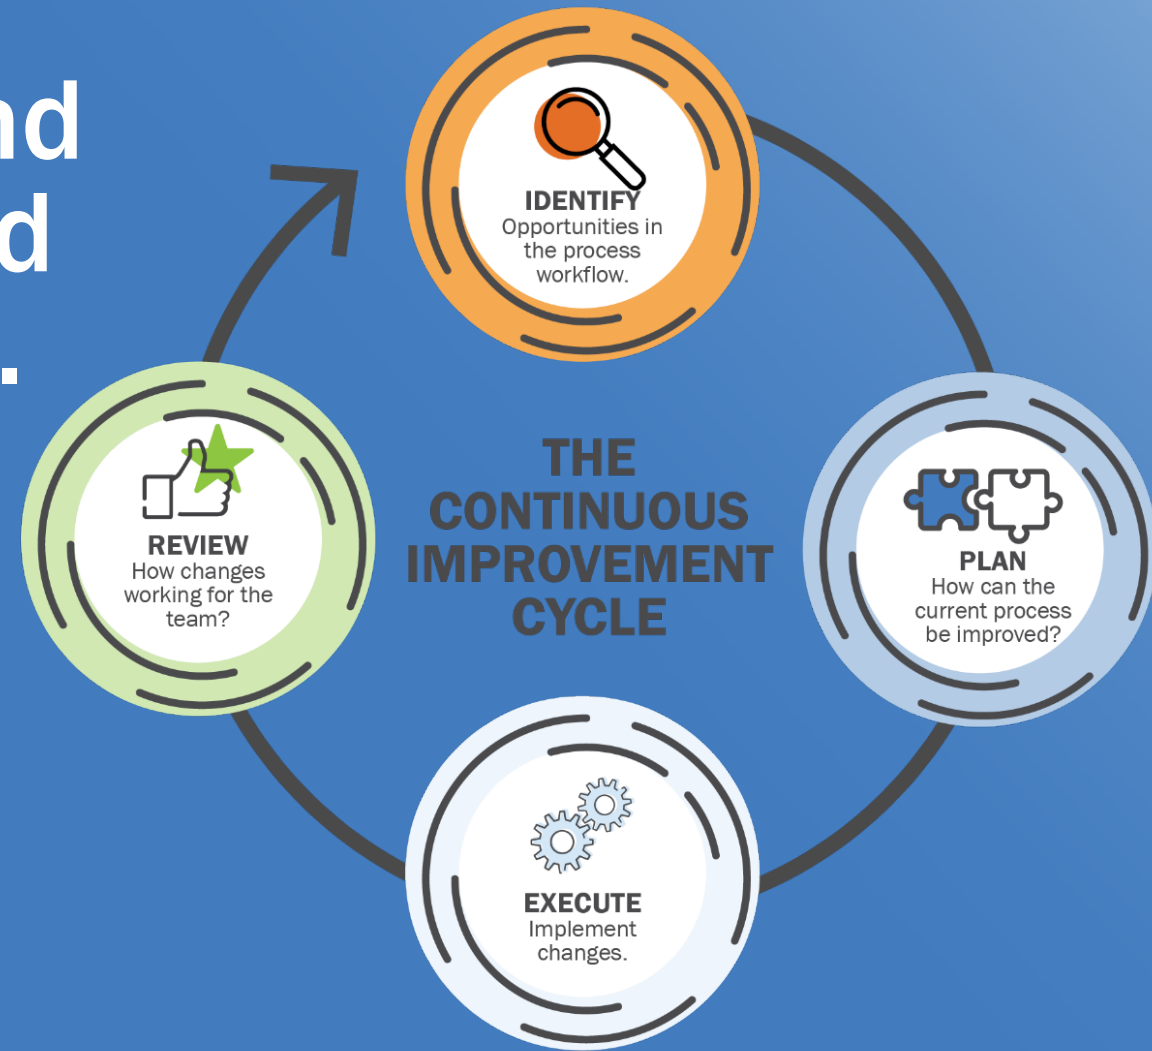 IDENTIFY
Opportunities in
the process
workflow.
THE
CONTINUOUS
IMPROVEMENT
CYCLE
PLAN
How can the
current process
be improved?
EXECUTE
Implement
changes.
REVIEW
How changes
working for the
team?